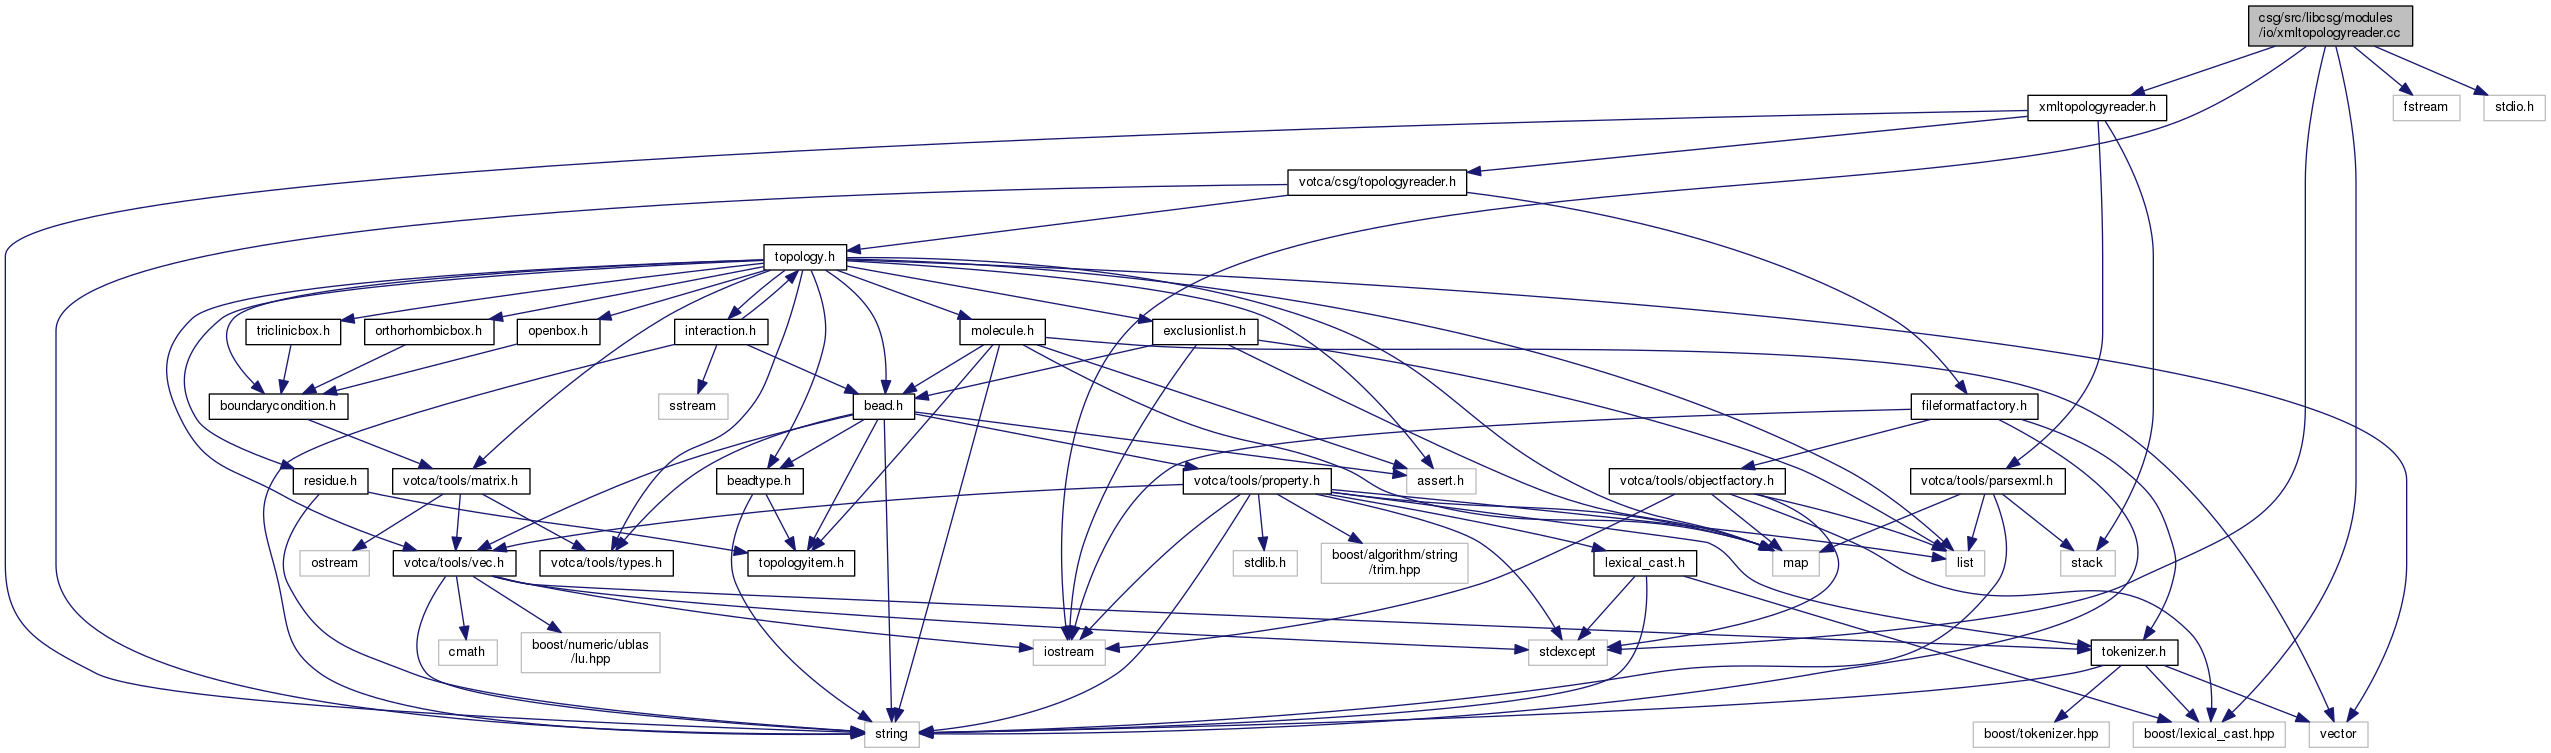 csg/src/libcsg/modules
/io/xmltopologyreader.cc
xmltopologyreader.h
fstream
stdio.h
votca/csg/topologyreader.h
topology.h
triclinicbox.h
orthorhombicbox.h
openbox.h
interaction.h
molecule.h
exclusionlist.h
boundarycondition.h
sstream
bead.h
fileformatfactory.h
residue.h
votca/tools/matrix.h
beadtype.h
votca/tools/property.h
assert.h
votca/tools/objectfactory.h
votca/tools/parsexml.h
ostream
votca/tools/vec.h
votca/tools/types.h
topologyitem.h
stdlib.h
boost/algorithm/string
/trim.hpp
lexical_cast.h
map
list
stack
cmath
boost/numeric/ublas
/lu.hpp
iostream
stdexcept
tokenizer.h
string
boost/tokenizer.hpp
boost/lexical_cast.hpp
vector